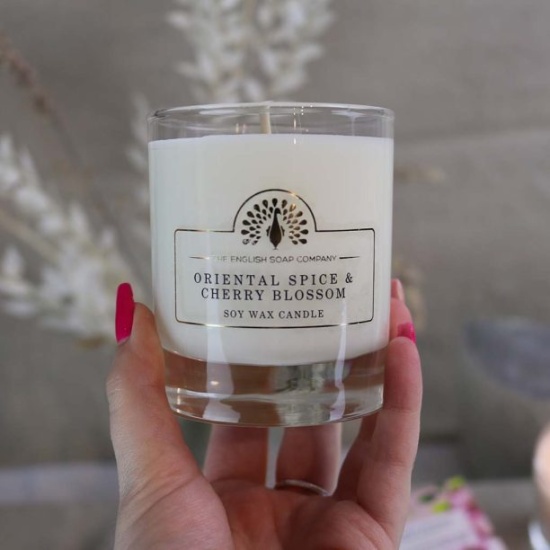 THE ENGLISH SOAP COMPANY
ORIENTAL SPICE &
CHERRY BLOSSOM
SOY WAX CANDLE